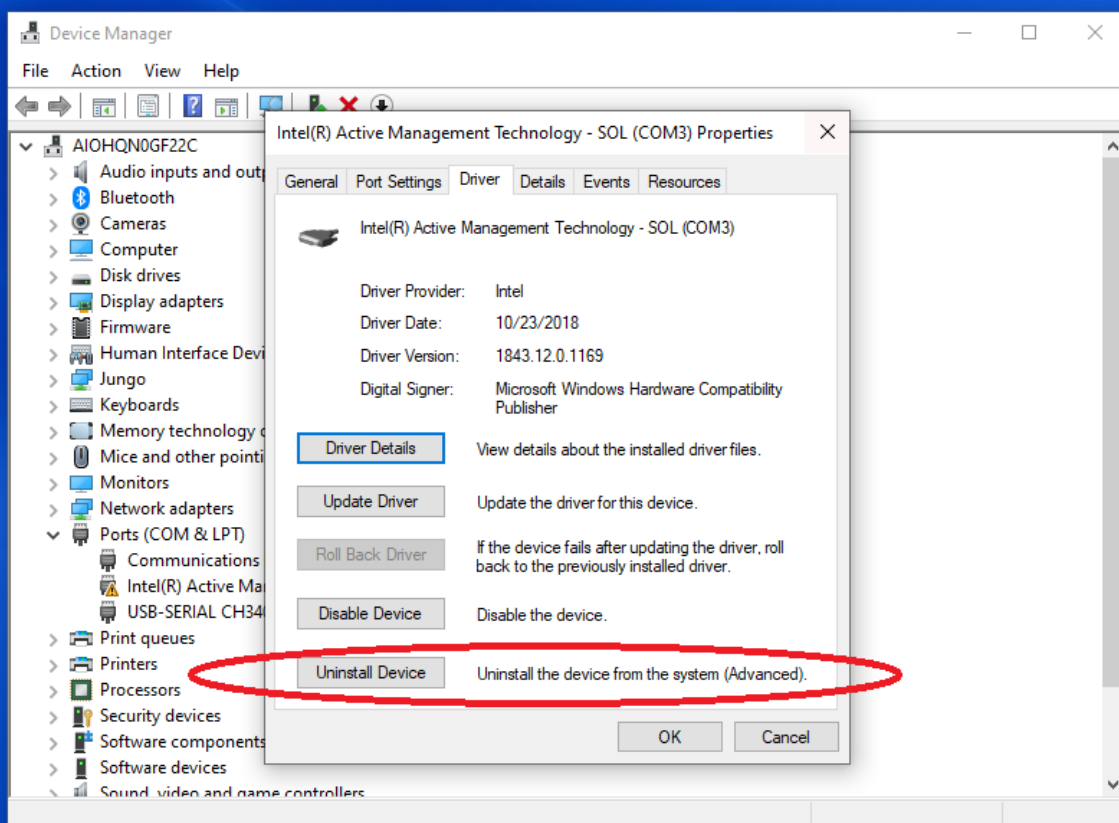 Device Manager
File Action View Help
AIOHQN0GF22C
Audio inputs and outp
Bluetooth
Cameras
Computer
Disk drives
Display adapters
Firmware
Human Interface Devi
Jungo
Keyboards
Memory technology d
Mice and other pointi
Monitors
Network adapters
Ports (COM & LPT)
Communications
Intel(R) Active Ma
USB-SERIAL CH340
Print queues
Printers
Processors
Security devices
Software components
Software devices
Sound, video and game controllers
Intel(R) Active Management Technology - SOL (COM3) Properties
General Port Settings Driver Details Events Resources
Intel(R) Active Management Technology - SOL (COM3)
Driver Provider: Intel
Driver Date: 10/23/2018
Driver Version: 1843.12.0.1169
Digital Signer: Microsoft Windows Hardware Compatibility
Publisher
Driver Details View details about the installed driver files.
Update Driver Update the driver for this device.
Roll Back Driver If the device fails after updating the driver, roll
back to the previously installed driver.
Disable Device Disable the device.
Uninstall Device Uninstall the device from the system (Advanced).
OK Cancel